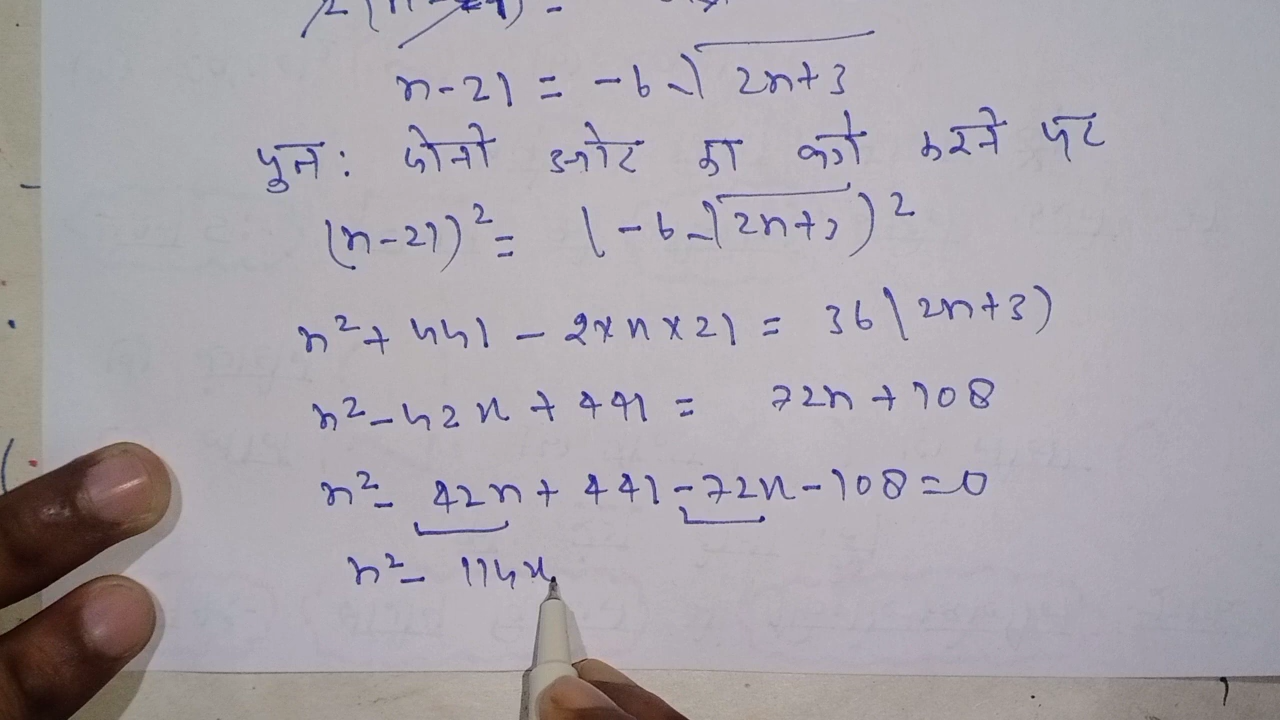 x-21 = -6√2x+3
पुन: दोनो ओर का वर्ग करने पर
(x-21)² = (-6√2x+3)²
x²+441 - 2×x×21 = 36(2x+3)
x²-42x+441 = 72x+108
x²-42x+441-72x-108=0
x²-114x